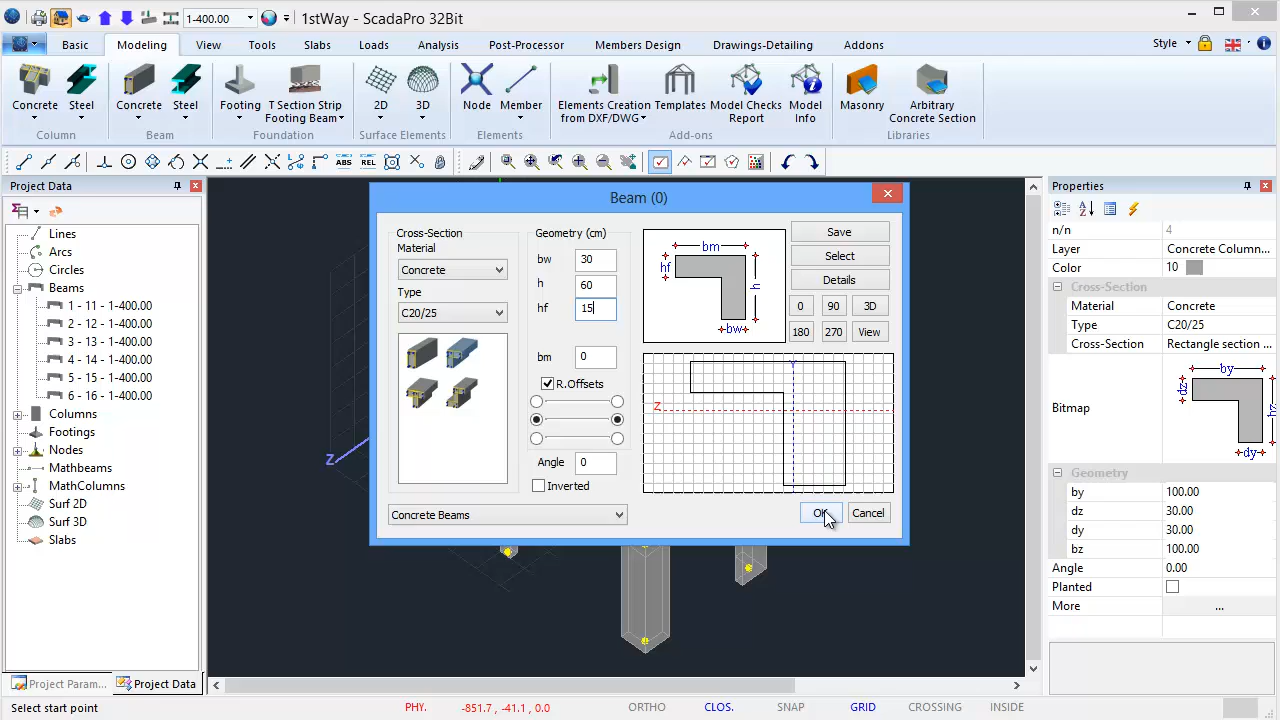 1-400.00
1stWay - ScadaPro 32Bit
Basic Modeling View Tools Slabs Loads Analysis Post-Processor Members Design Drawings-Detailing Addons Style
Concrete Steel Concrete Steel Footing T Section Strip Footing Beam 2D 3D Node Member Elements Creation from DXF/DWG Templates Model Checks Report Model Info Masonry Arbitrary Concrete Section
Column Beam Foundation Surface Elements Elements Add-ons Libraries
ABS REL
Project Data
Lines
Arcs
Circles
Beams
1 - 11 - 1-400.00
2 - 12 - 1-400.00
3 - 13 - 1-400.00
4 - 14 - 1-400.00
5 - 15 - 1-400.00
6 - 16 - 1-400.00
Columns
Footings
Nodes
Mathbeams
MathColumns
Surf 2D
Surf 3D
Slabs
Project Param... Project Data
Z
Beam (0)
Cross-Section
Material
Concrete
Type
C20/25
Geometry (cm)
bw 30
h 60
hf 15
bm 0
R.Offsets
Angle 0
Inverted
Concrete Beams
bm
hf
h
bw
Save
Select
Details
0 90 3D
180 270 View
Y
Z
OK Cancel
Properties
n/n 4
Layer Concrete Column...
Color 10
Cross-Section
Material Concrete
Type C20/25
Cross-Section Rectangle section ...
Bitmap
by
dz
dy
Geometry
by 100.00
dz 30.00
dy 30.00
bz 100.00
Angle 0.00
Planted
More ...
Select start point PHY. -851.7, -41.1, 0.0 ORTHO CLOS. SNAP GRID CROSSING INSIDE